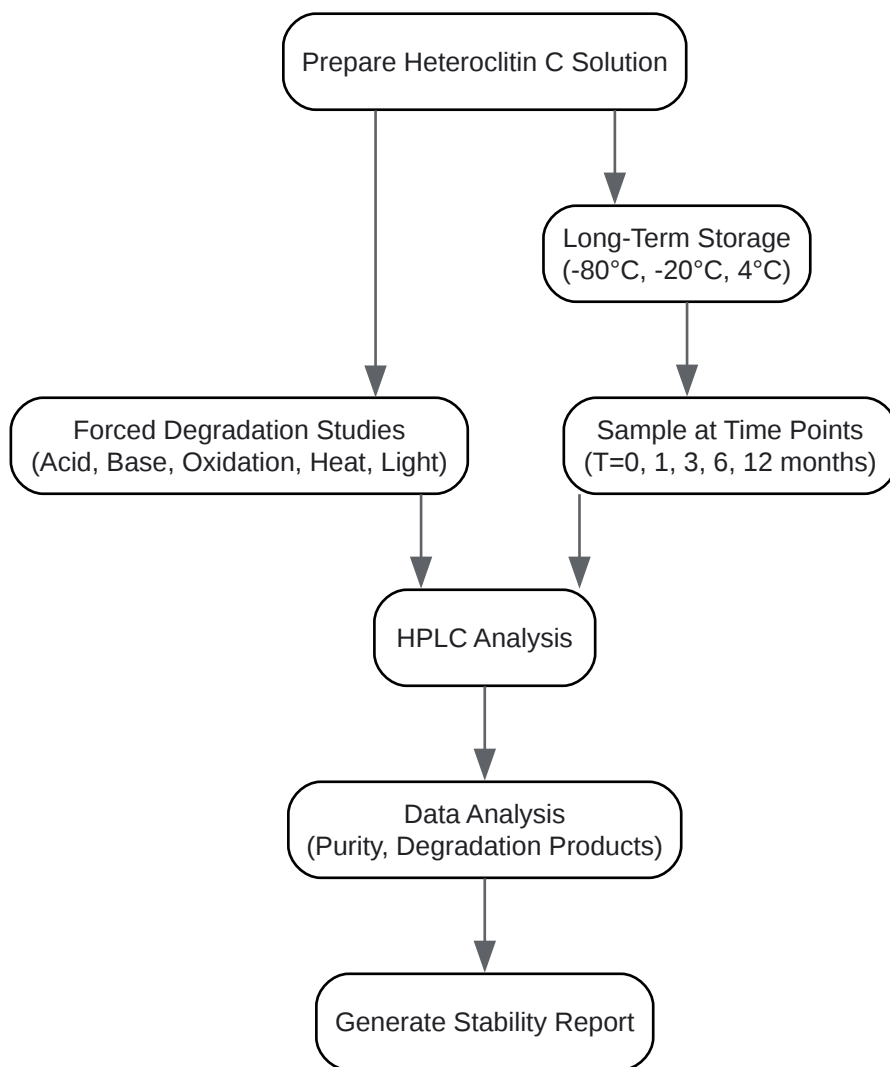 Prepare Heteroclitin C Solution
Long-Term Storage
(-80°C, -20°C, 4°C)
Forced Degradation Studies
(Acid, Base, Oxidation, Heat, Light)
Sample at Time Points
(T=0, 1, 3, 6, 12 months)
HPLC Analysis
Data Analysis
(Purity, Degradation Products)
Generate Stability Report